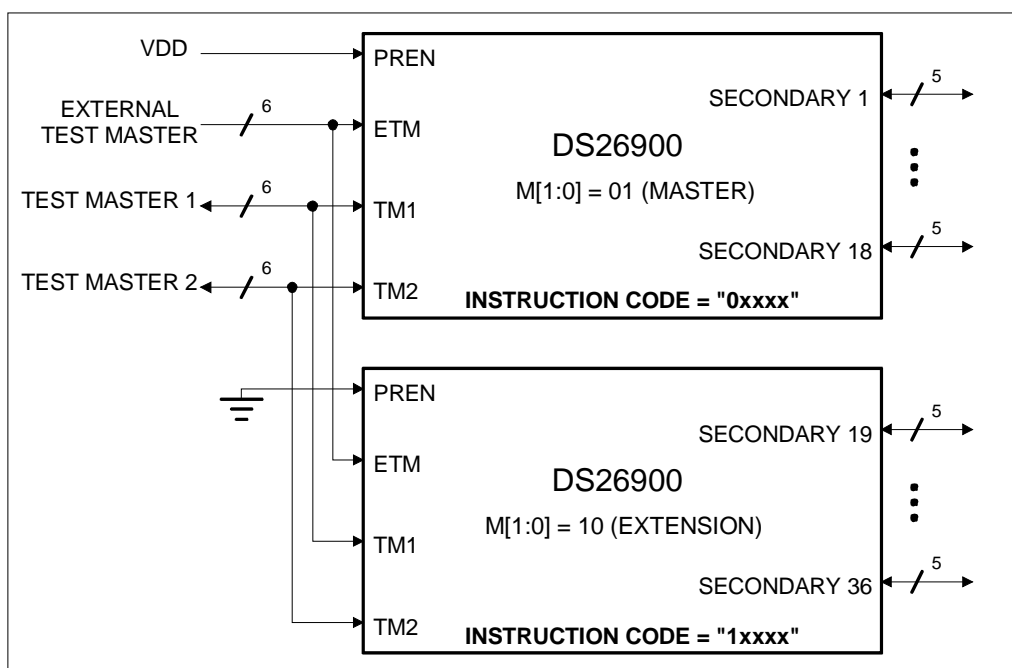 VDD
PREN
EXTERNAL
TEST MASTER
6
ETM
TEST MASTER 1
6
TM1
TEST MASTER 2
6
TM2
DS26900
M[1:0] = 01 (MASTER)
INSTRUCTION CODE = "0xxxx"
SECONDARY 1
5
SECONDARY 18
5
PREN
ETM
TM1
TM2
DS26900
M[1:0] = 10 (EXTENSION)
INSTRUCTION CODE = "1xxxx"
SECONDARY 19
5
SECONDARY 36
5